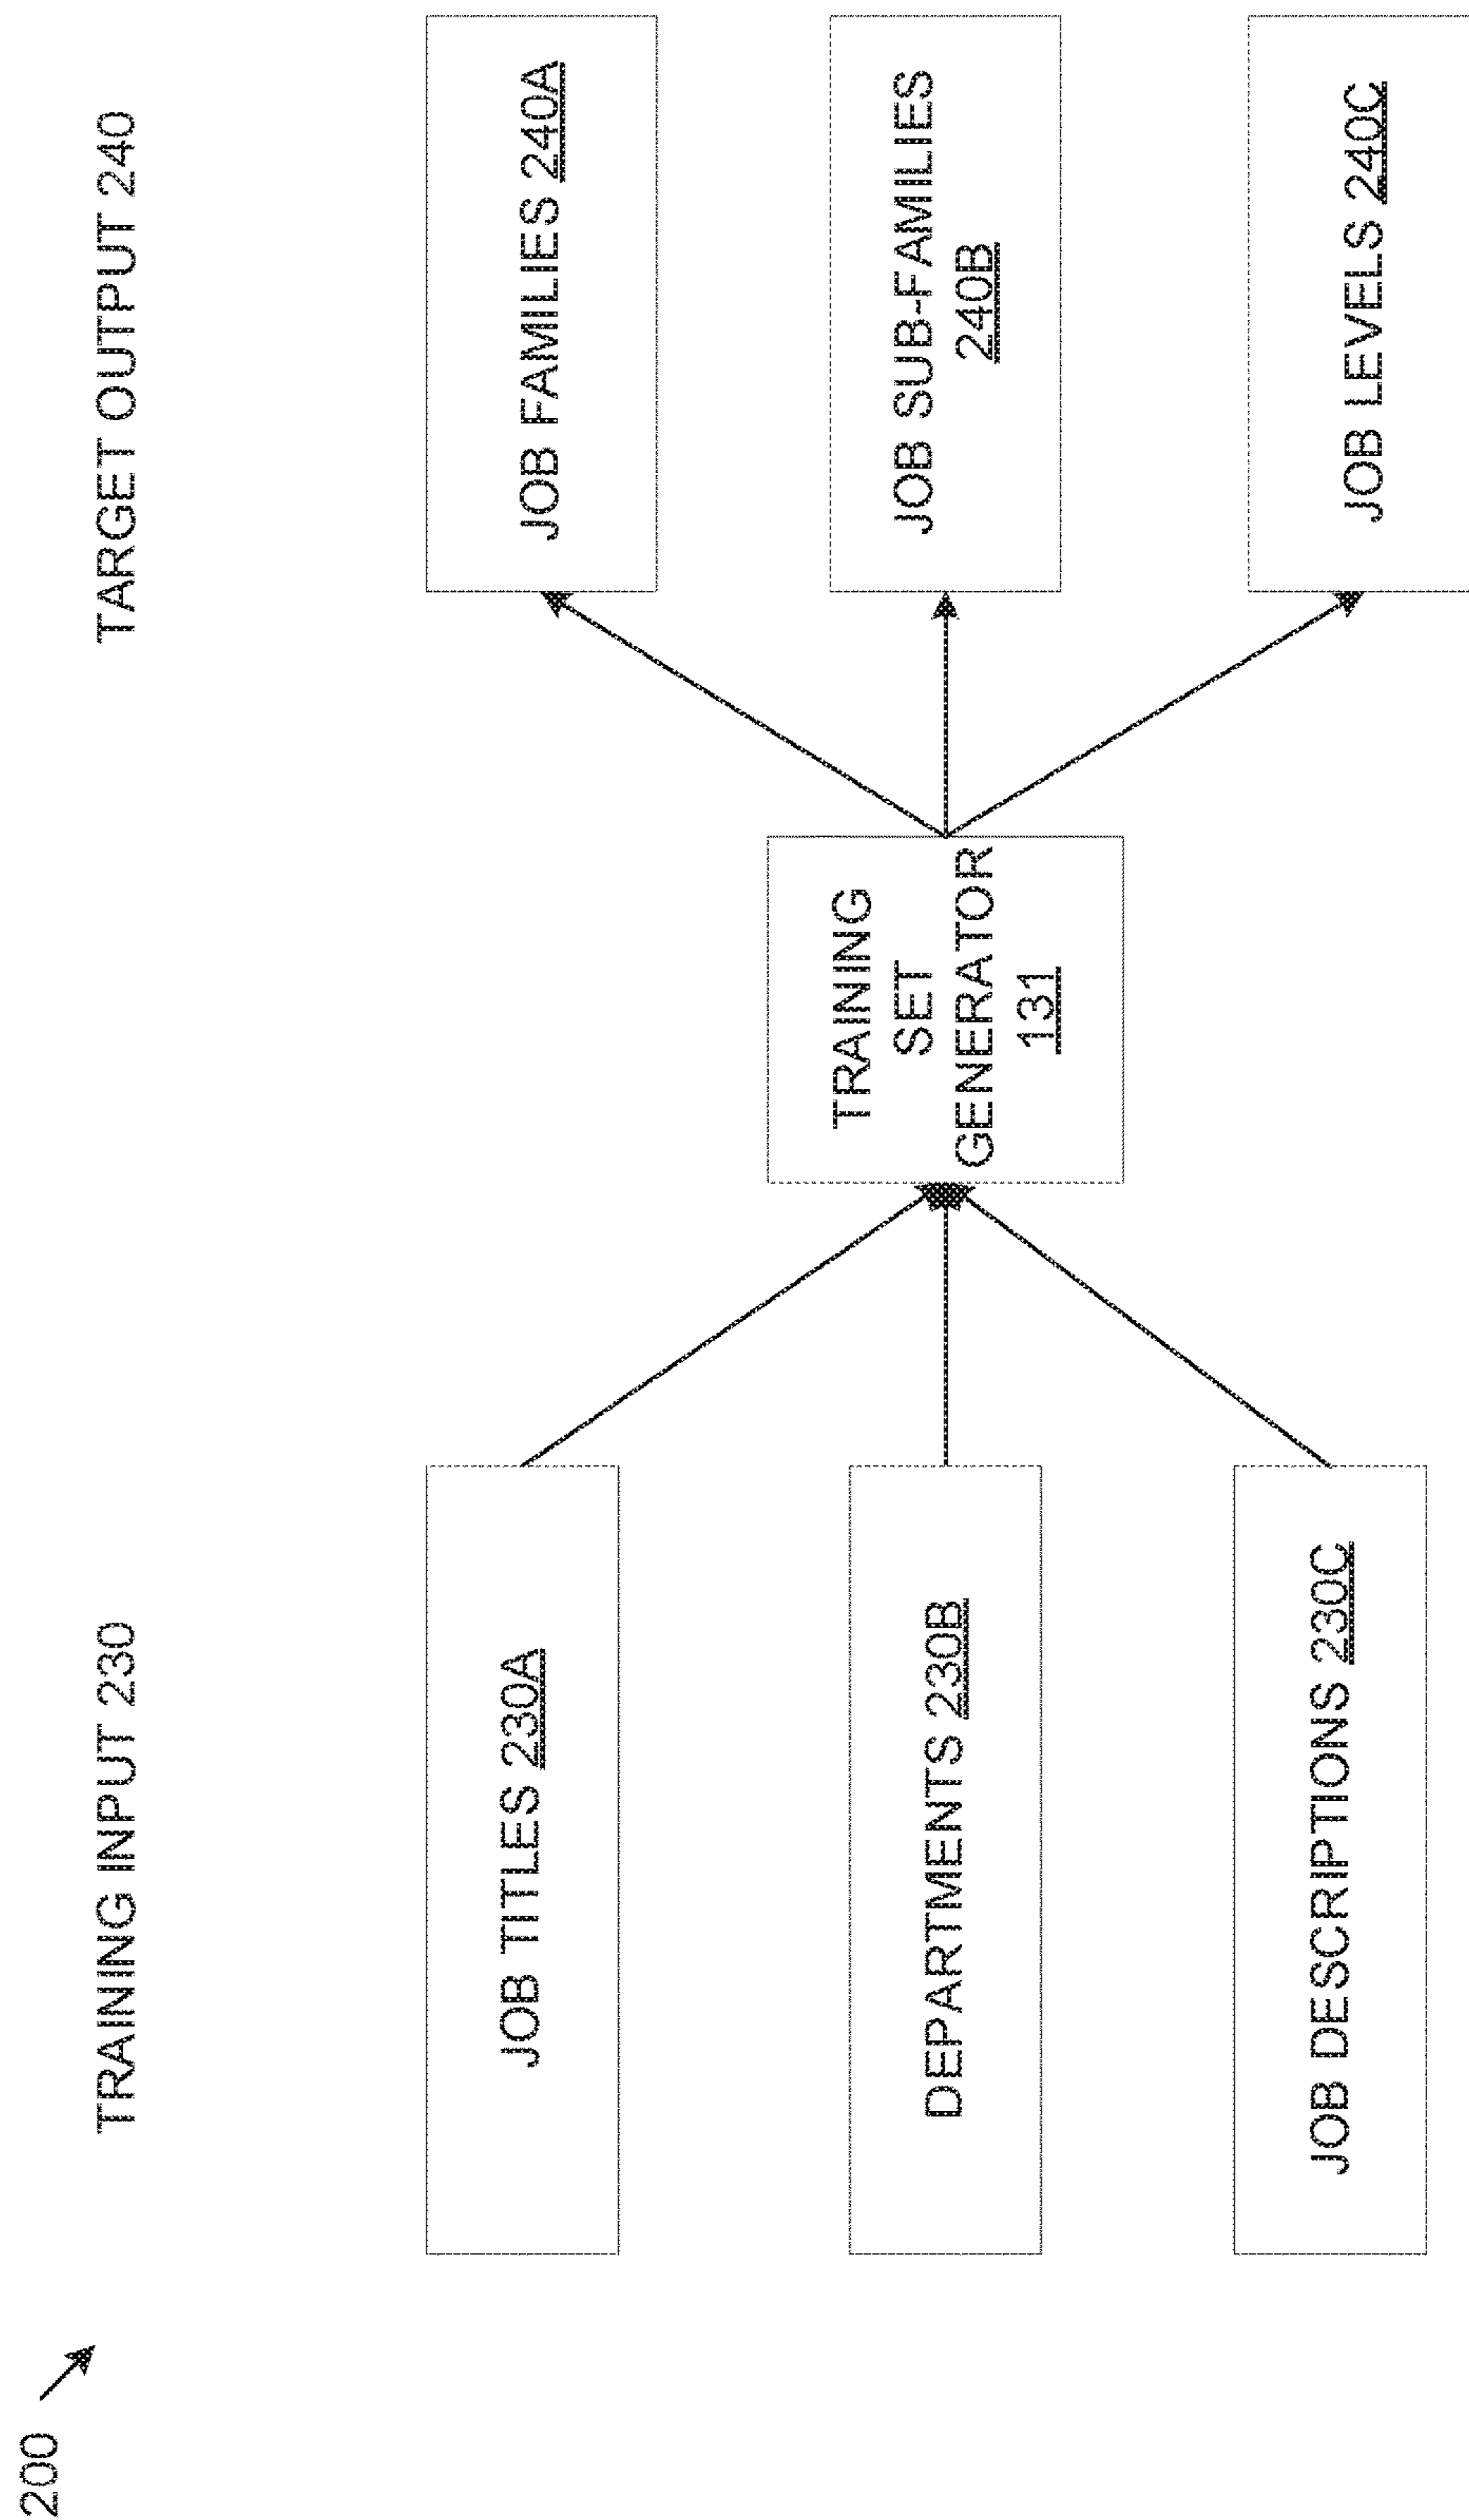 200
TRAINING INPUT 230
TARGET OUTPUT 240
JOB TITLES 230A
DEPARTMENTS 230B
JOB DESCRIPTIONS 230C
TRAINING
SET
GENERATOR
131
JOB FAMILIES 240A
JOB SUB-FAMILIES
240B
JOB LEVELS 240C